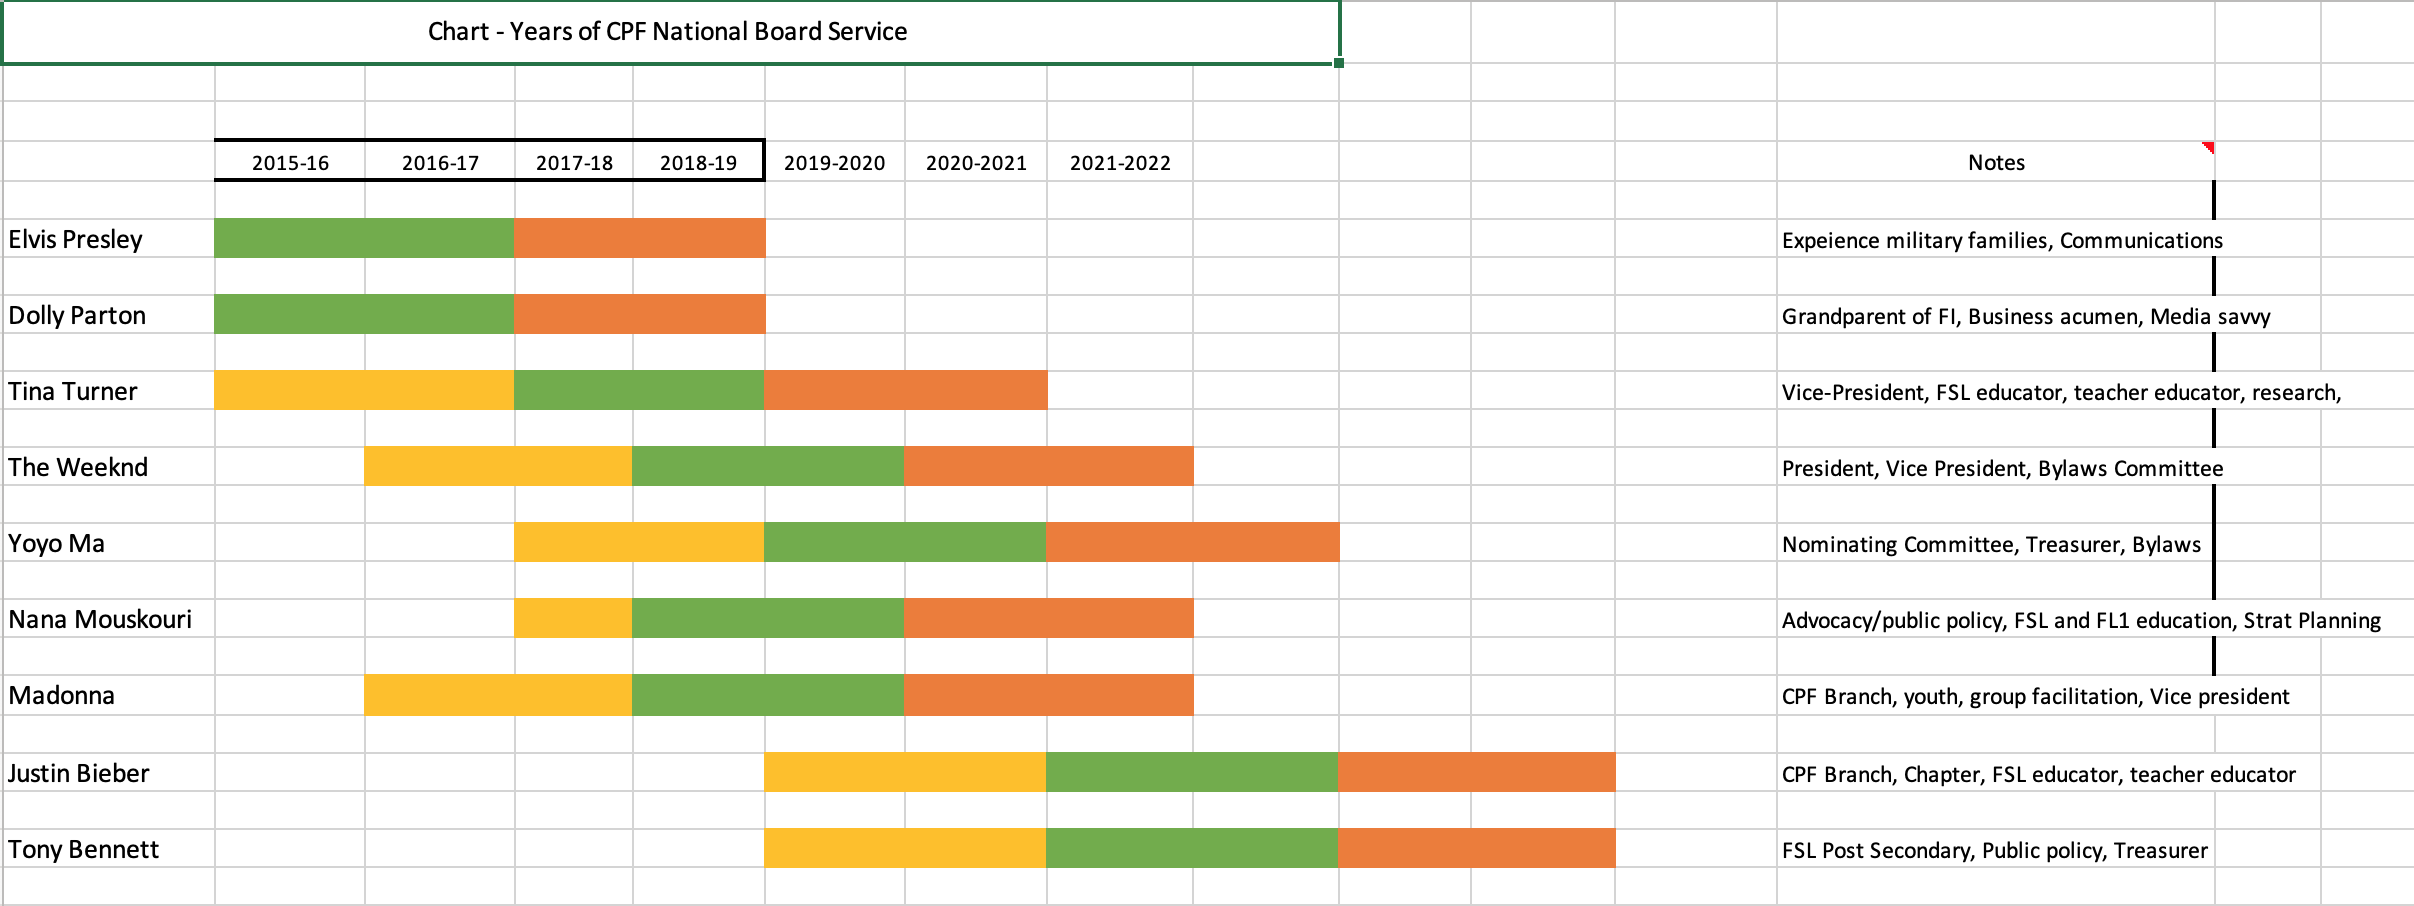 Chart - Years of CPF National Board Service
2015-16 2016-17 2017-18 2018-19 2019-2020 2020-2021 2021-2022 Notes
Elvis Presley Expeience military families, Communications
Dolly Parton Grandparent of FI, Business acumen, Media savvy
Tina Turner Vice-President, FSL educator, teacher educator, research,
The Weeknd President, Vice President, Bylaws Committee
Yoyo Ma Nominating Committee, Treasurer, Bylaws
Nana Mouskouri Advocacy/public policy, FSL and FL1 education, Strat Planning
Madonna CPF Branch, youth, group facilitation, Vice president
Justin Bieber CPF Branch, Chapter, FSL educator, teacher educator
Tony Bennett FSL Post Secondary, Public policy, Treasurer